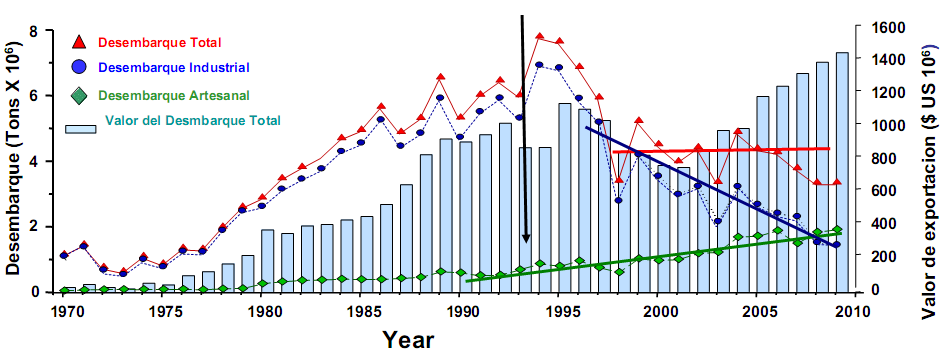 Desembarque Total
Desembarque Industrial
Desembarque Artesanal
Valor del Desmbarque Total
Desembarque (Tons X 10⁶)
8
6
4
2
0
1970 1975 1980 1985 1990 1995 2000 2005 2010
Year
1600
1400
1200
1000
800
600
400
200
0
Valor de exportacion ($ US 10⁶)